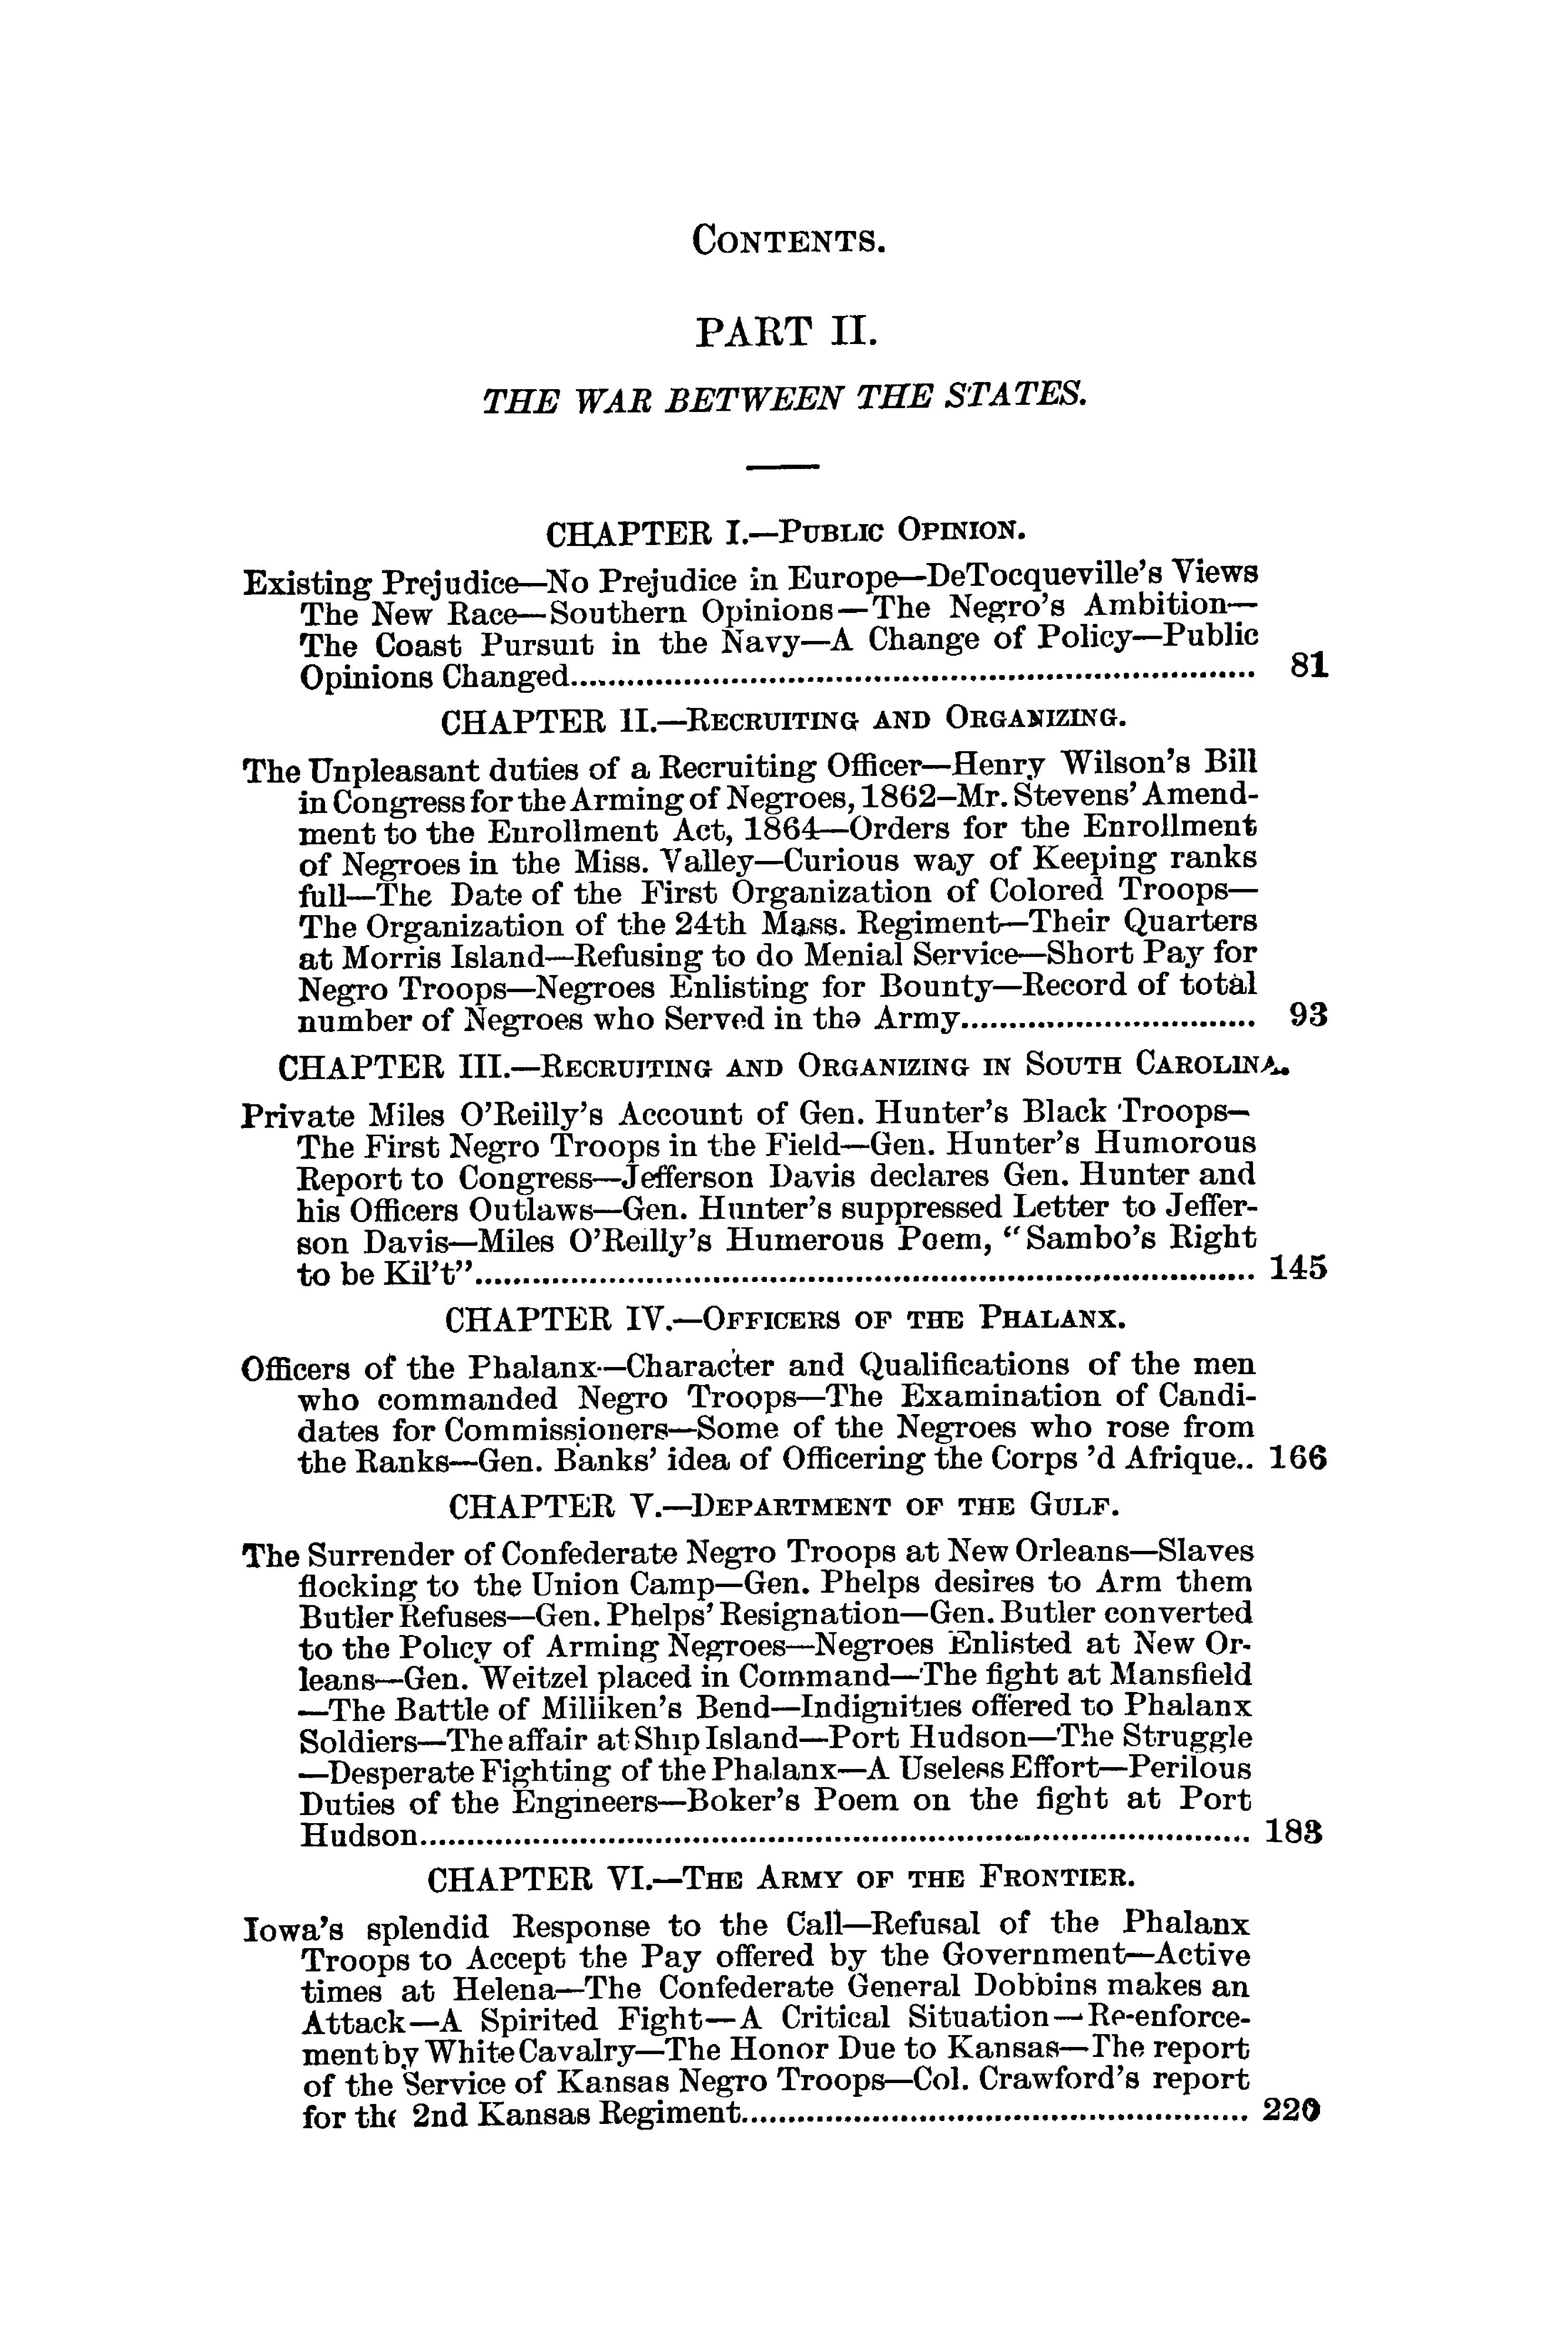 CONTENTS.
PART II.
THE WAR BETWEEN THE STATES.
CHAPTER I.—PUBLIC OPINION.
Existing Prejudice—No Prejudice in Europe—DeTocqueville's Views
The New Race—Southern Opinions—The Negro's Ambition—
The Coast Pursuit in the Navy—A Change of Policy—Public
Opinions Changed........................................ 81
CHAPTER II.—RECRUITING AND ORGANIZING.
The Unpleasant duties of a Recruiting Officer—Henry Wilson's Bill
in Congress for the Arming of Negroes, 1862–Mr. Stevens' Amend-
ment to the Enrollment Act, 1864—Orders for the Enrollment
of Negroes in the Miss. Valley—Curious way of Keeping ranks
full—The Date of the First Organization of Colored Troops—
The Organization of the 24th Mass. Regiment—Their Quarters
at Morris Island—Refusing to do Menial Service—Short Pay for
Negro Troops—Negroes Enlisting for Bounty—Record of total
number of Negroes who Served in the Army.................... 93
CHAPTER III.—RECRUITING AND ORGANIZING IN SOUTH CAROLINA.
Private Miles O'Reilly's Account of Gen. Hunter's Black Troops—
The First Negro Troops in the Field—Gen. Hunter's Humorous
Report to Congress—Jefferson Davis declares Gen. Hunter and
his Officers Outlaws—Gen. Hunter's suppressed Letter to Jeffer-
son Davis—Miles O'Reilly's Humerous Poem, "Sambo's Right
to be Kil't"........................................ 145
CHAPTER IV.—OFFICERS OF THE PHALANX.
Officers of the Phalanx—Character and Qualifications of the men
who commanded Negro Troops—The Examination of Candi-
dates for Commissioners—Some of the Negroes who rose from
the Ranks—Gen. Banks' idea of Officering the Corps 'd Afrique.. 166
CHAPTER V.—DEPARTMENT OF THE GULF.
The Surrender of Confederate Negro Troops at New Orleans—Slaves
flocking to the Union Camp—Gen. Phelps desires to Arm them
Butler Refuses—Gen. Phelps' Resignation—Gen. Butler converted
to the Policy of Arming Negroes—Negroes Enlisted at New Or-
leans—Gen. Weitzel placed in Command—The fight at Mansfield
—The Battle of Milliken's Bend—Indignities offered to Phalanx
Soldiers—The affair at Ship Island—Port Hudson—The Struggle
—Desperate Fighting of the Phalanx—A Useless Effort—Perilous
Duties of the Engineers—Boker's Poem on the fight at Port
Hudson........................................ 183
CHAPTER VI.—THE ARMY OF THE FRONTIER.
Iowa's splendid Response to the Call—Refusal of the Phalanx
Troops to Accept the Pay offered by the Government—Active
times at Helena—The Confederate General Dobbins makes an
Attack—A Spirited Fight—A Critical Situation—Re-enforce-
ment by White Cavalry—The Honor Due to Kansas—The report
of the Service of Kansas Negro Troops—Col. Crawford's report
for the 2nd Kansas Regiment.............................. 220